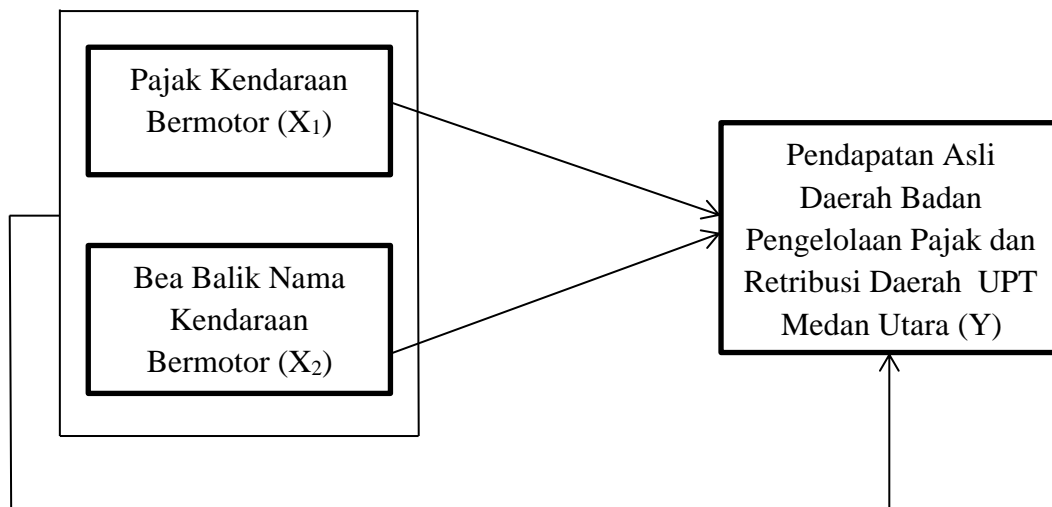 Pajak Kendaraan
Bermotor (X₁)
Bea Balik Nama
Kendaraan
Bermotor (X₂)
Pendapatan Asli
Daerah Badan
Pengelolaan Pajak dan
Retribusi Daerah UPT
Medan Utara (Y)